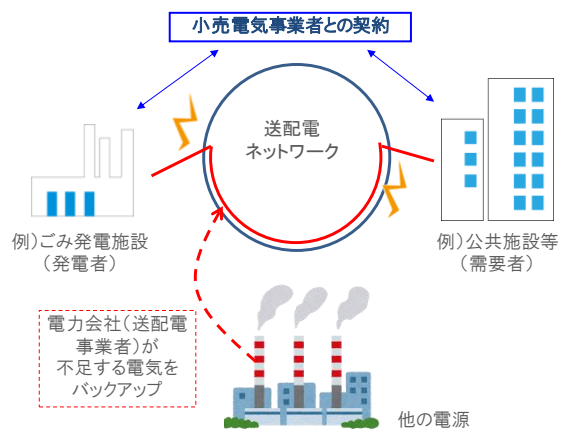 小売電気事業者との契約
送配電
ネットワーク
例）ごみ発電施設
（発電者）
例）公共施設等
（需要者）
電力会社（送配電
事業者）が
不足する電気を
バックアップ
他の電源